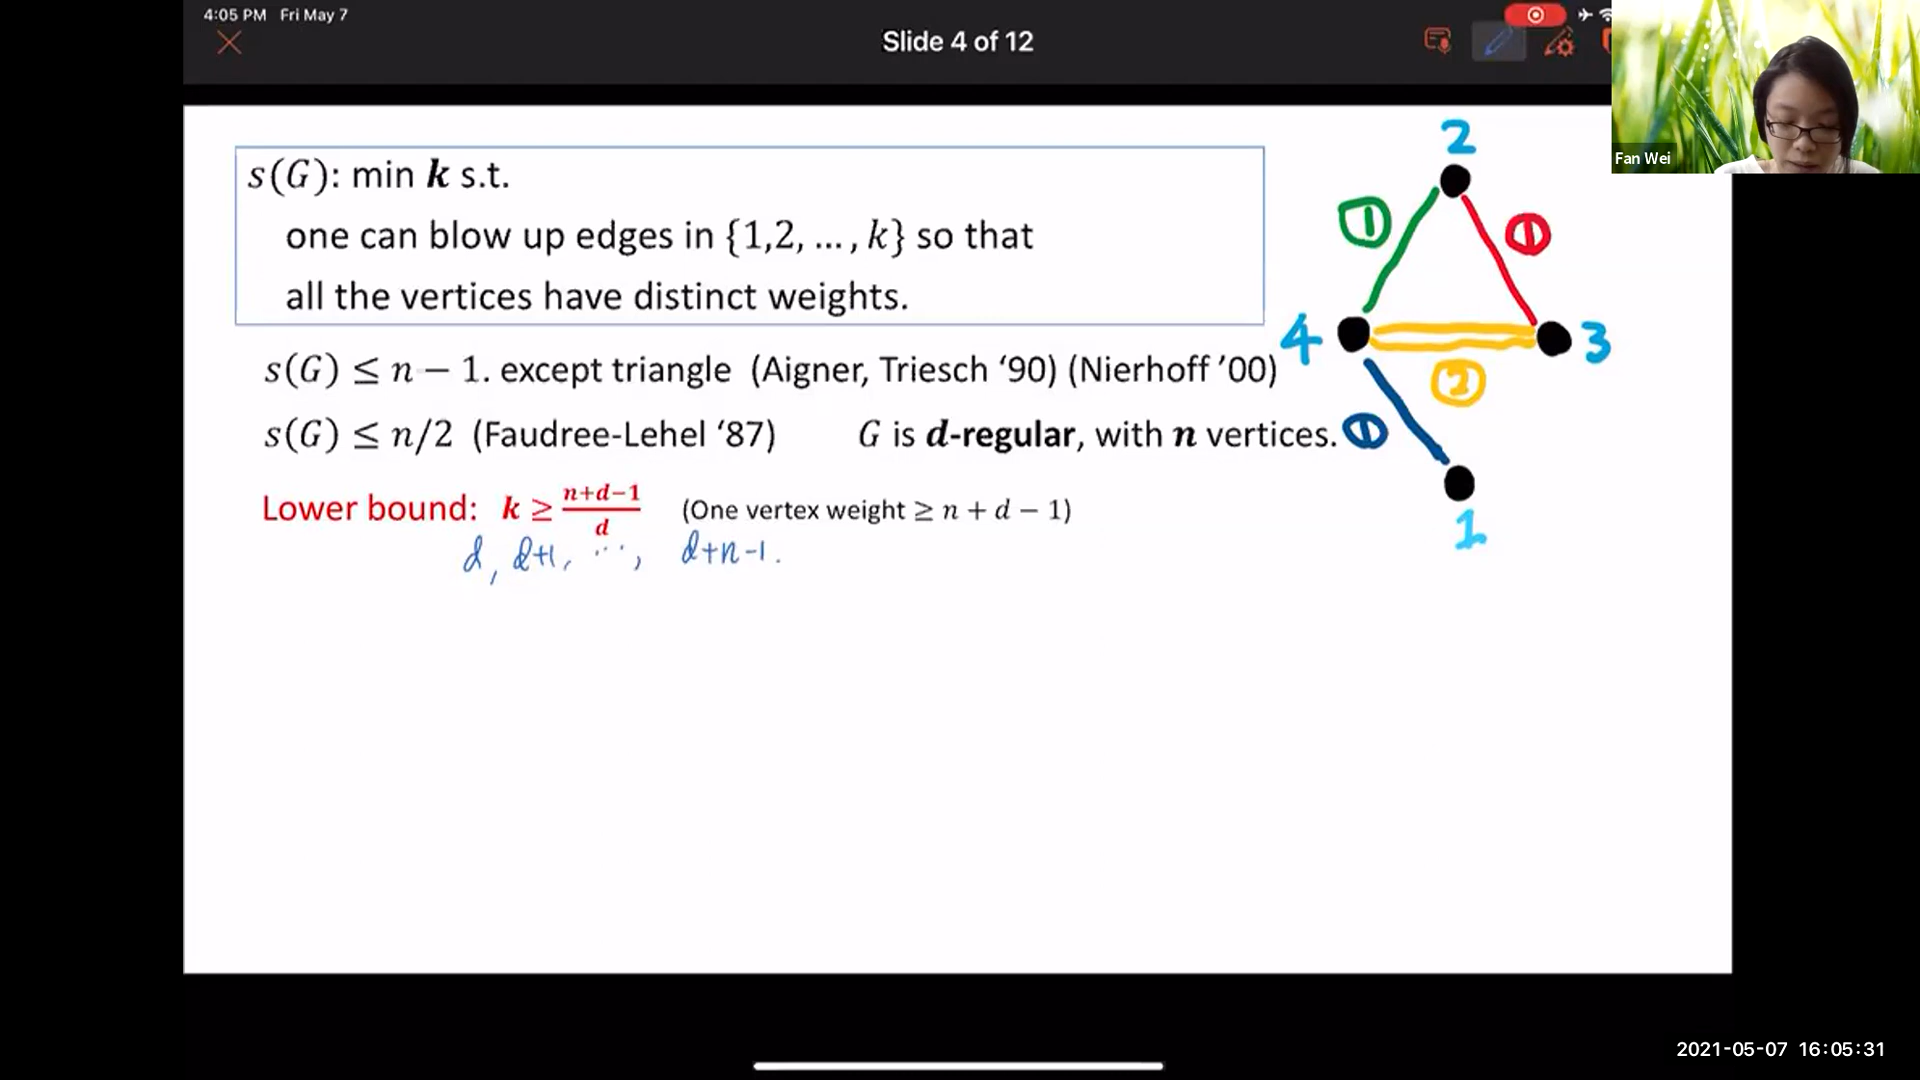 4:05 PM Fri May 7
Slide 4 of 12
Fan Wei
s(G): min k s.t.
one can blow up edges in {1,2, … , k} so that
all the vertices have distinct weights.
s(G) ≤ n − 1. except triangle (Aigner, Triesch ‘90) (Nierhoff ’00)
s(G) ≤ n/2 (Faudree-Lehel ‘87) G is d-regular, with n vertices.
Lower bound: k ≥ (n+d−1)/d (One vertex weight ≥ n + d − 1)
d, d+1, ..., d+n-1.
2
1
1
4
3
2
1
1
2021-05-07 16:05:31